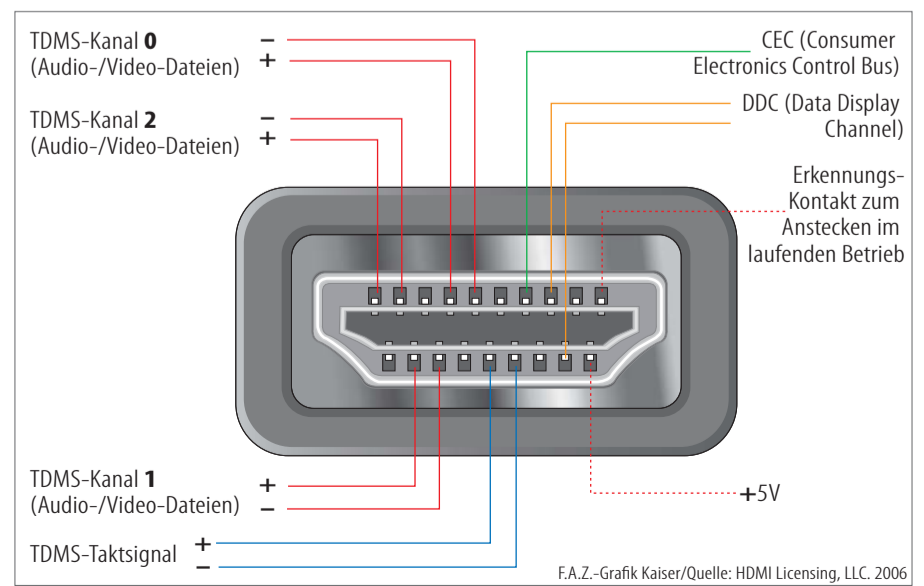 TDMS-Kanal 0
(Audio-/Video-Dateien)
−
+
TDMS-Kanal 2
(Audio-/Video-Dateien)
−
+
CEC (Consumer
Electronics Control Bus)
DDC (Data Display
Channel)
Erkennungs-
Kontakt zum
Anstecken im
laufenden Betrieb
TDMS-Kanal 1
(Audio-/Video-Dateien)
+
−
TDMS-Taktsignal
+
−
+5V
F.A.Z.-Grafik Kaiser/Quelle: HDMI Licensing, LLC. 2006